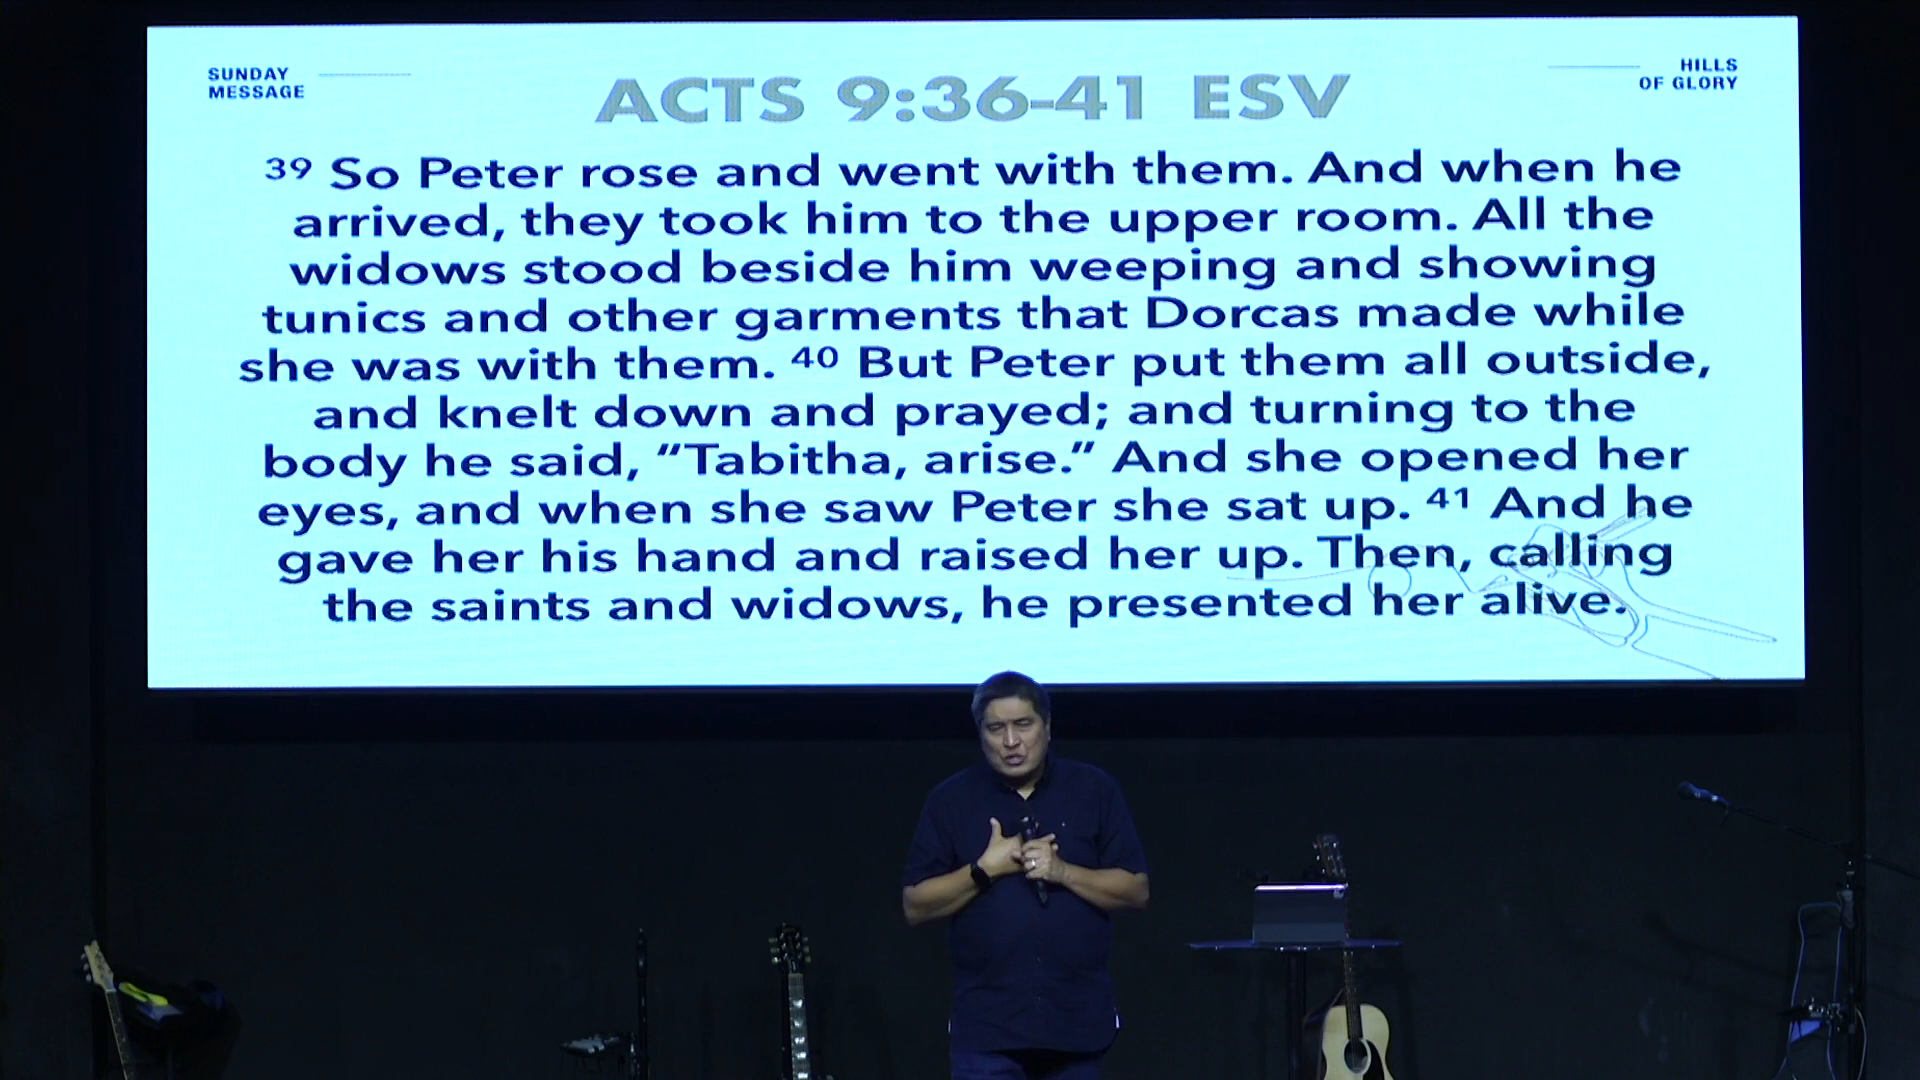 SUNDAY
MESSAGE
HILLS
OF GLORY
ACTS 9:36-41 ESV
39 So Peter rose and went with them. And when he
arrived, they took him to the upper room. All the
widows stood beside him weeping and showing
tunics and other garments that Dorcas made while
she was with them. 40 But Peter put them all outside,
and knelt down and prayed; and turning to the
body he said, “Tabitha, arise.” And she opened her
eyes, and when she saw Peter she sat up. 41 And he
gave her his hand and raised her up. Then, calling
the saints and widows, he presented her alive.